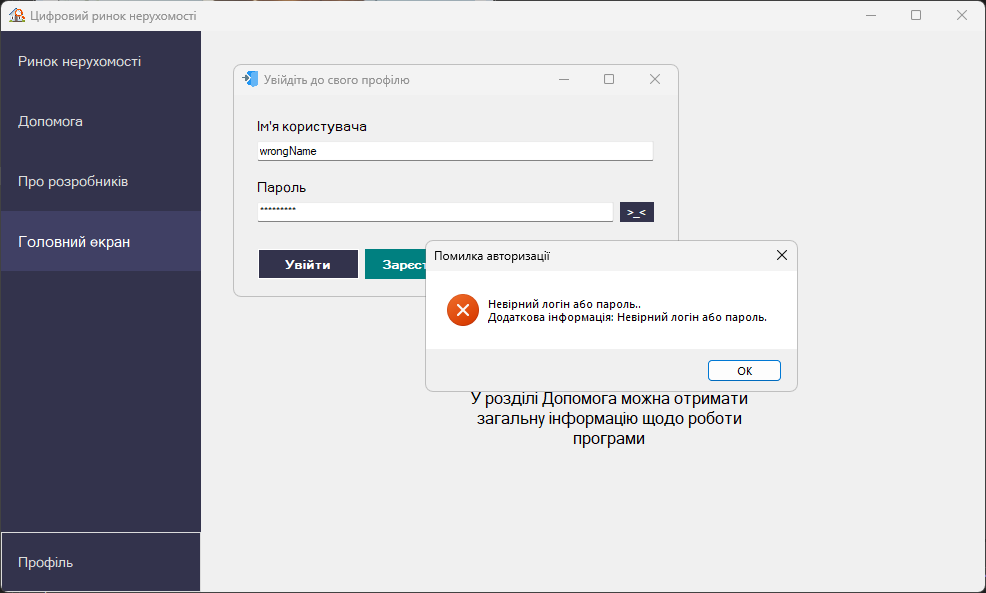 Цифровий ринок нерухомості
Ринок нерухомості
Допомога
Про розробників
Головний екран
Профіль
Увійдіть до свого профілю
Ім'я користувача
wrongName
Пароль
*********
>_<
Увійти
Зарєст
Помилка авторизації
Невірний логін або пароль..
Додаткова інформація: Невірний логін або пароль.
ОК
У розділі Допомога можна отримати
загальну інформацію щодо роботи
програми